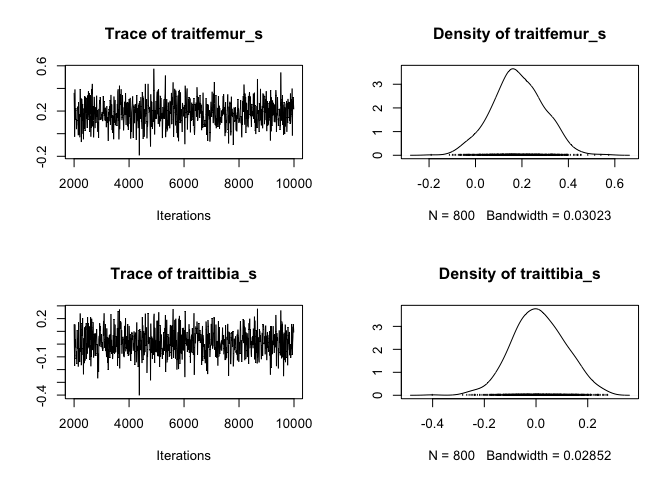 Trace of traitfemur_s
0.6
0.2
-0.2
2000 4000 6000 8000 10000
Iterations
Density of traitfemur_s
3
2
1
0
-0.2 0.0 0.2 0.4 0.6
N = 800 Bandwidth = 0.03023
Trace of traittibia_s
0.2
-0.1
-0.4
2000 4000 6000 8000 10000
Iterations
Density of traittibia_s
3
2
1
0
-0.4 0.0 0.2
N = 800 Bandwidth = 0.02852